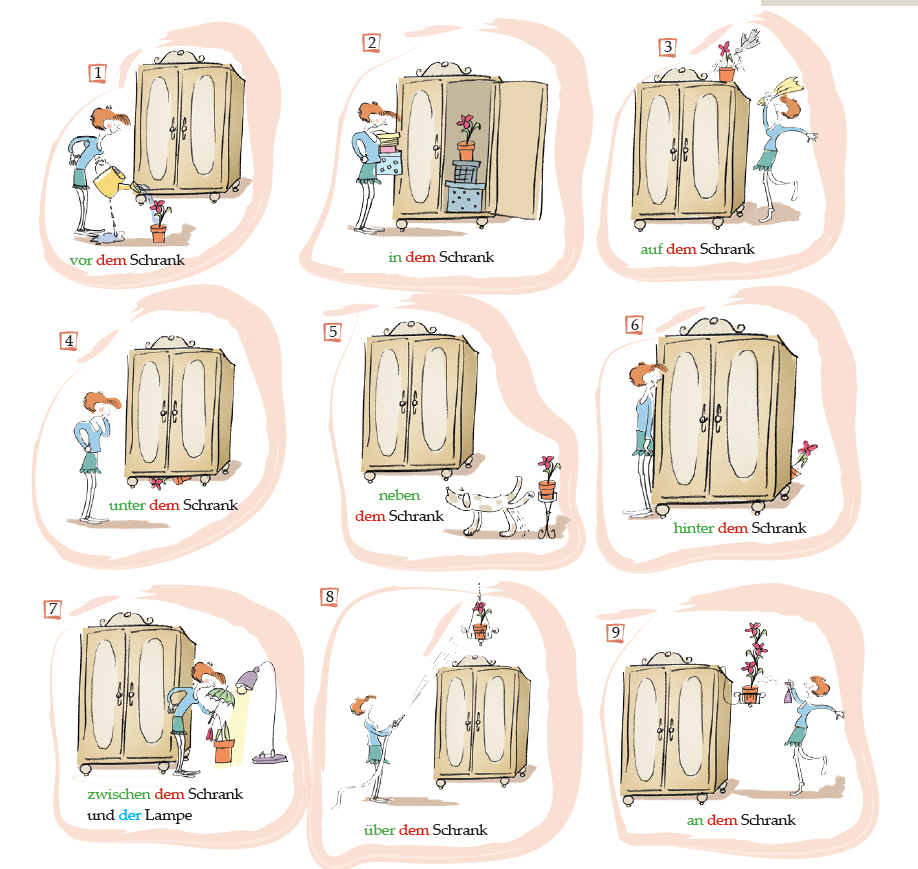 1
vor dem Schrank
2
in dem Schrank
3
auf dem Schrank
4
unter dem Schrank
5
neben
dem Schrank
6
hinter dem Schrank
7
zwischen dem Schrank
und der Lampe
8
über dem Schrank
9
an dem Schrank